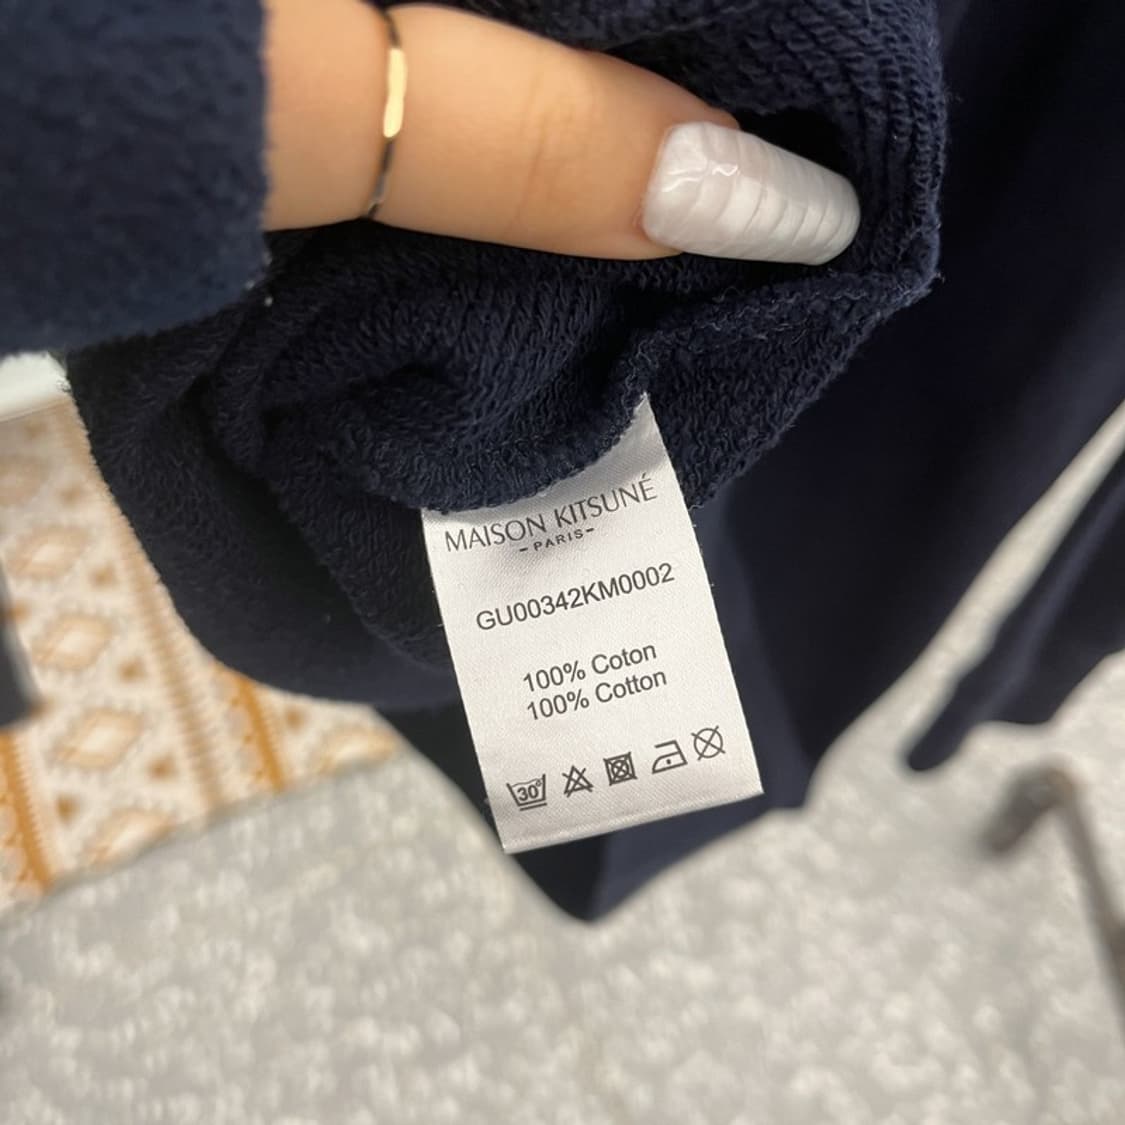 MAISON KITSUNÉ
-PARIS-
GU00342KM0002
100% Coton
100% Cotton
30°